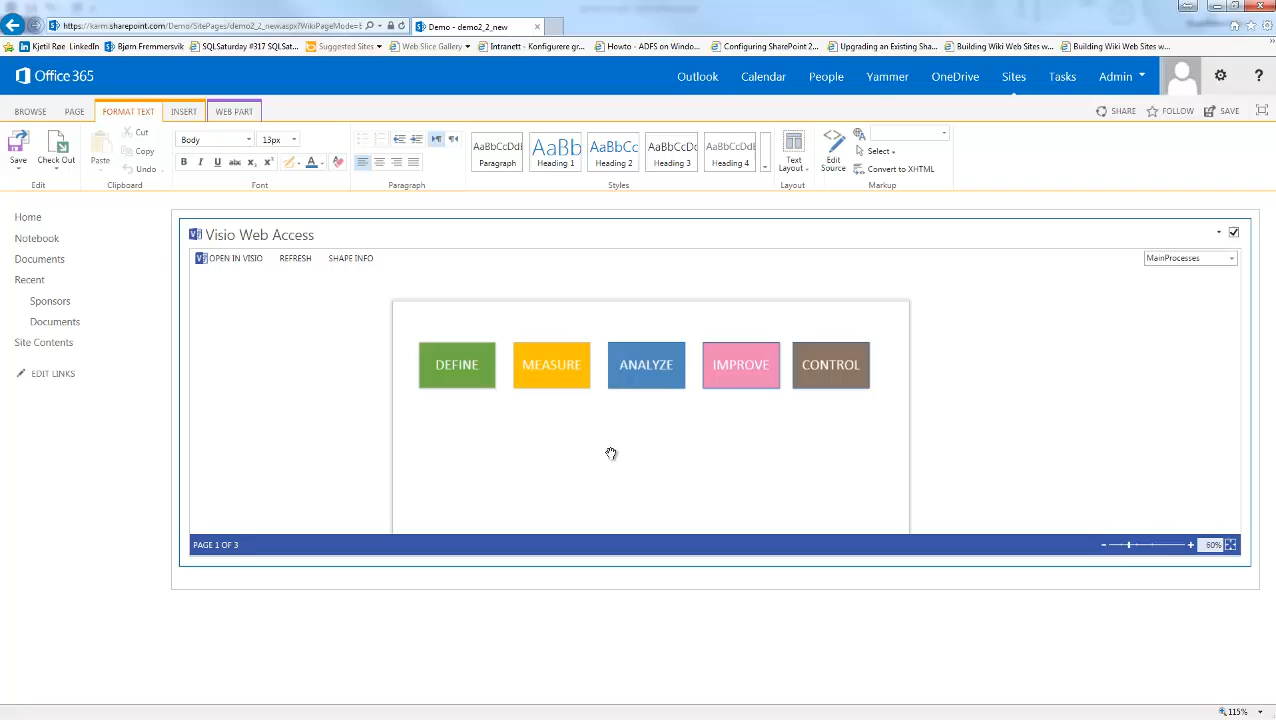 https://karm.sharepoint.com/Demo/SitePages/demo2_2_new.aspx?WikiPageMode=E
Demo - demo2_2_new
Kjetil Røe LinkedIn
Bjørn Fremmersvik
SQLSaturday #317 SQLSat...
Suggested Sites
Web Slice Gallery
Intranett - Konfigurere gr...
Howto - ADFS on Windo...
Configuring SharePoint 2...
Upgrading an Existing Sha...
Building Wiki Web Sites w...
Building Wiki Web Sites w...
Office 365
Outlook
Calendar
People
Yammer
OneDrive
Sites
Tasks
Admin
?
BROWSE
PAGE
FORMAT TEXT
INSERT
WEB PART
SHARE
FOLLOW
SAVE
Save
Check Out
Edit
Paste
Cut
Copy
Undo
Clipboard
Body
13px
B I U abc x₂ x²
A
Font
Paragraph
AaBbCcDdI
Paragraph
AaBb
Heading 1
AaBbCc
Heading 2
AaBbCcDd
Heading 3
AaBbCcDdI
Heading 4
Styles
Text Layout
Layout
Edit Source
Select
Convert to XHTML
Markup
Home
Notebook
Documents
Recent
Sponsors
Documents
Site Contents
EDIT LINKS
Visio Web Access
OPEN IN VISIO
REFRESH
SHAPE INFO
MainProcesses
DEFINE
MEASURE
ANALYZE
IMPROVE
CONTROL
PAGE 1 OF 3
60%
115%